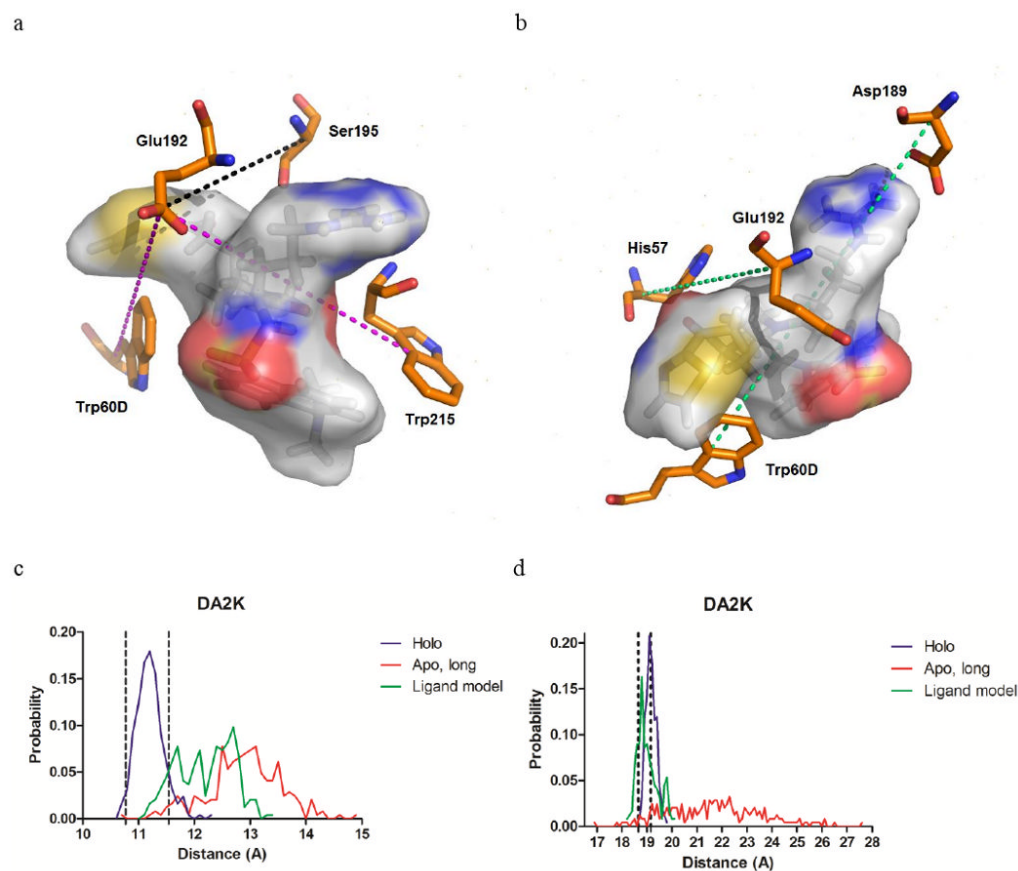 a
b
Glu192
Ser195
Trp60D
Trp215
Asp189
Glu192
His57
Trp60D
c
DA2K
0.20
0.15
0.10
0.05
0.00
Probability
10 11 12 13 14 15
Distance (A)
Holo
Apo, long
Ligand model
d
DA2K
0.20
0.15
0.10
0.05
0.00
Probability
17 18 19 20 21 22 23 24 25 26 27 28
Distance (A)
Holo
Apo, long
Ligand model